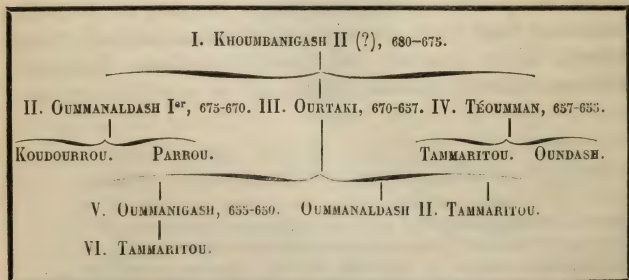 I. KHOUMBANIGASH II (?), 680-675.
II. OUMMANALDASH Ier, 675-670. III. OURTAKI, 670-657. IV. TÉOUMMAN, 657-655.
KOUDOURROU. PARROU. TAMMARITOU. OUNDASH.
V. OUMMANIGASH, 655-650. OUMMANALDASH II. TAMMARITOU.
VI. TAMMARITOU.